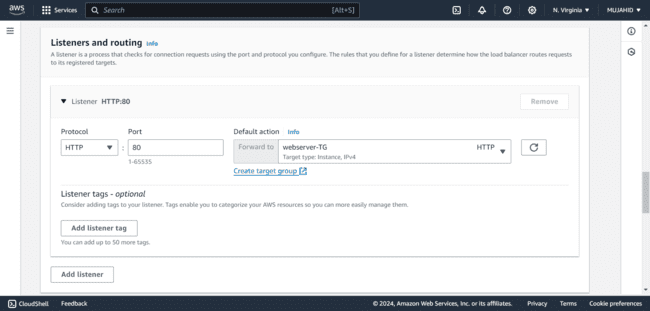 aws Services Search [Alt+S] N. Virginia MUJAHID
Listeners and routing Info
A listener is a process that checks for connection requests using the port and protocol you configure. The rules that you define for a listener determine how the load balancer routes requests
to its registered targets.
Listener HTTP:80 Remove
Protocol Port Default action Info
HTTP : 80 Forward to webserver-TG HTTP
Target type: Instance, IPv4
1-65535
Create target group
Listener tags - optional
Consider adding tags to your listener. Tags enable you to categorize your AWS resources so you can more easily manage them.
Add listener tag
You can add up to 50 more tags.
Add listener
CloudShell Feedback © 2024, Amazon Web Services, Inc. or its affiliates. Privacy Terms Cookie preferences